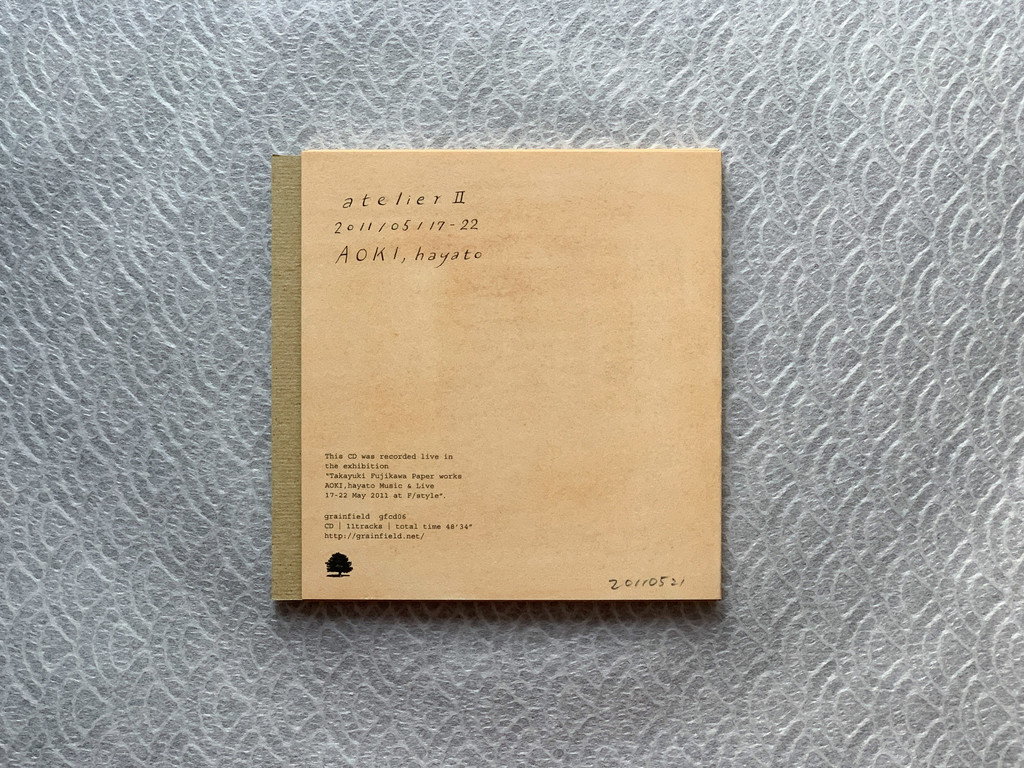 atelier II
2011/05/17-22
AOKI, hayato
This CD was recorded live in
the exhibition
"Takayuki Fujikawa Paper works
AOKI,hayato Music & Live
17-22 May 2011 at F/style".
grainfield gfcd06
CD | 11tracks | total time 48'34"
http://grainfield.net/
20110521